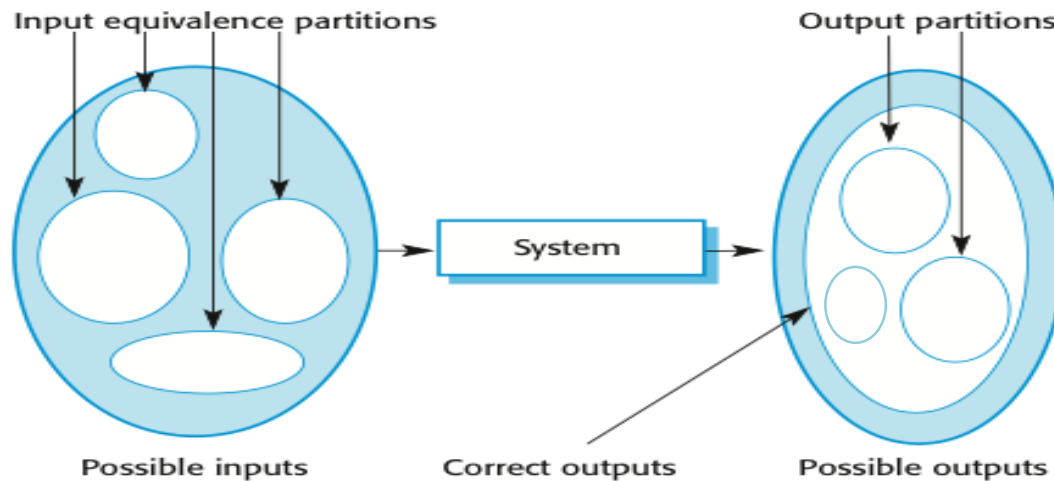 Input equivalence partitions
Output partitions
System
Possible inputs
Correct outputs
Possible outputs